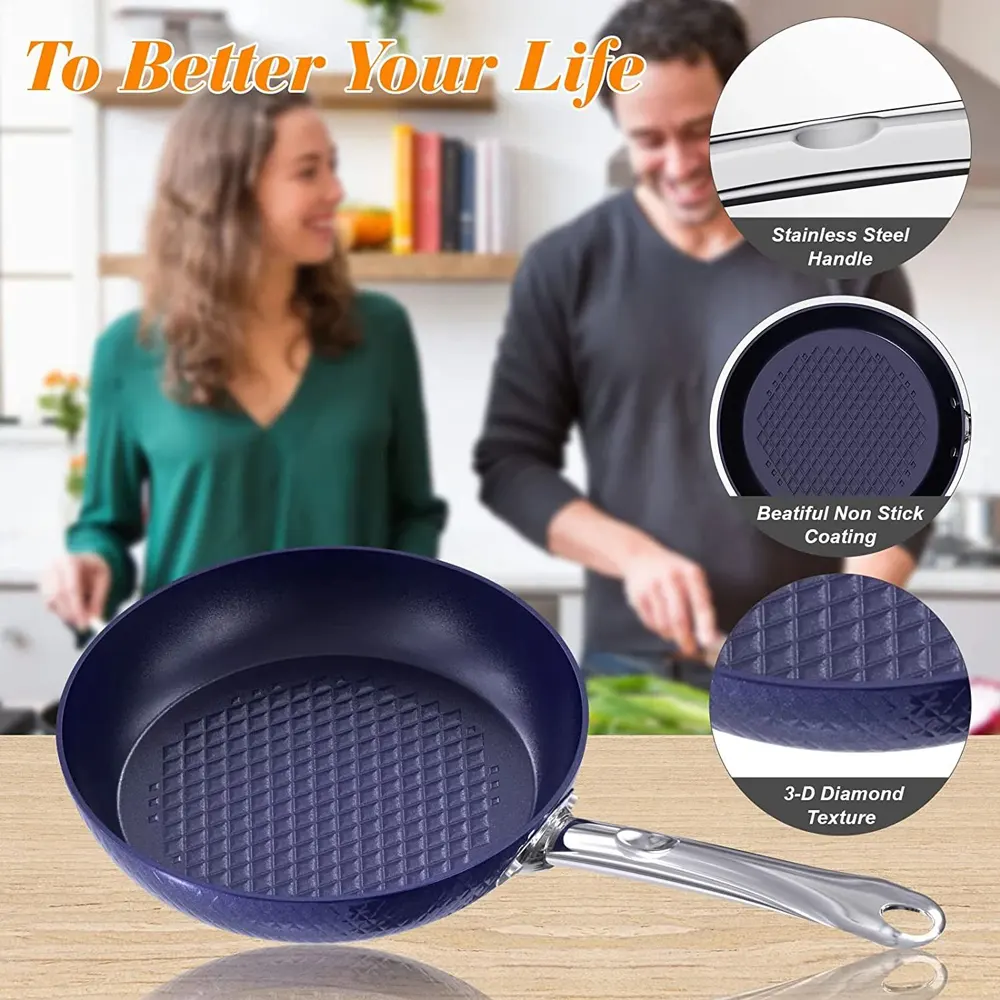 To Better Your Life
Stainless Steel
Handle
Beatiful Non Stick
Coating
3-D Diamond
Texture